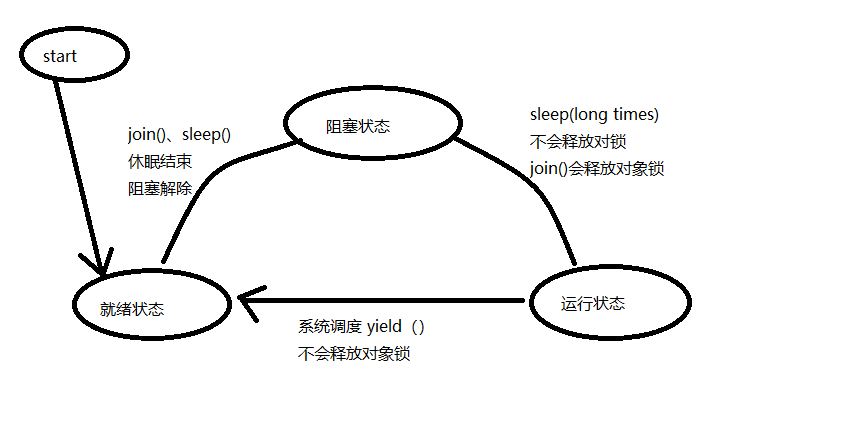 start
join()、sleep()
休眠结束
阻塞解除
阻塞状态
sleep(long times)
不会释放对锁
join()会释放对象锁
就绪状态
系统调度 yield（）
不会释放对象锁
运行状态